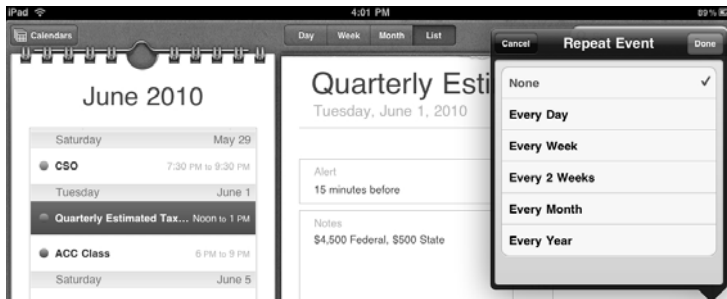 iPad 4:01 PM 89%
Calendars Day Week Month List
Cancel Repeat Event Done
June 2010
Saturday May 29
CSO 7:30 PM to 9:30 PM
Tuesday June 1
Quarterly Estimated Tax... Noon to 1 PM
ACC Class 6 PM to 9 PM
Saturday June 5
Quarterly Esti
Tuesday, June 1, 2010
Alert
15 minutes before
Notes
$4,500 Federal, $500 State
None
Every Day
Every Week
Every 2 Weeks
Every Month
Every Year